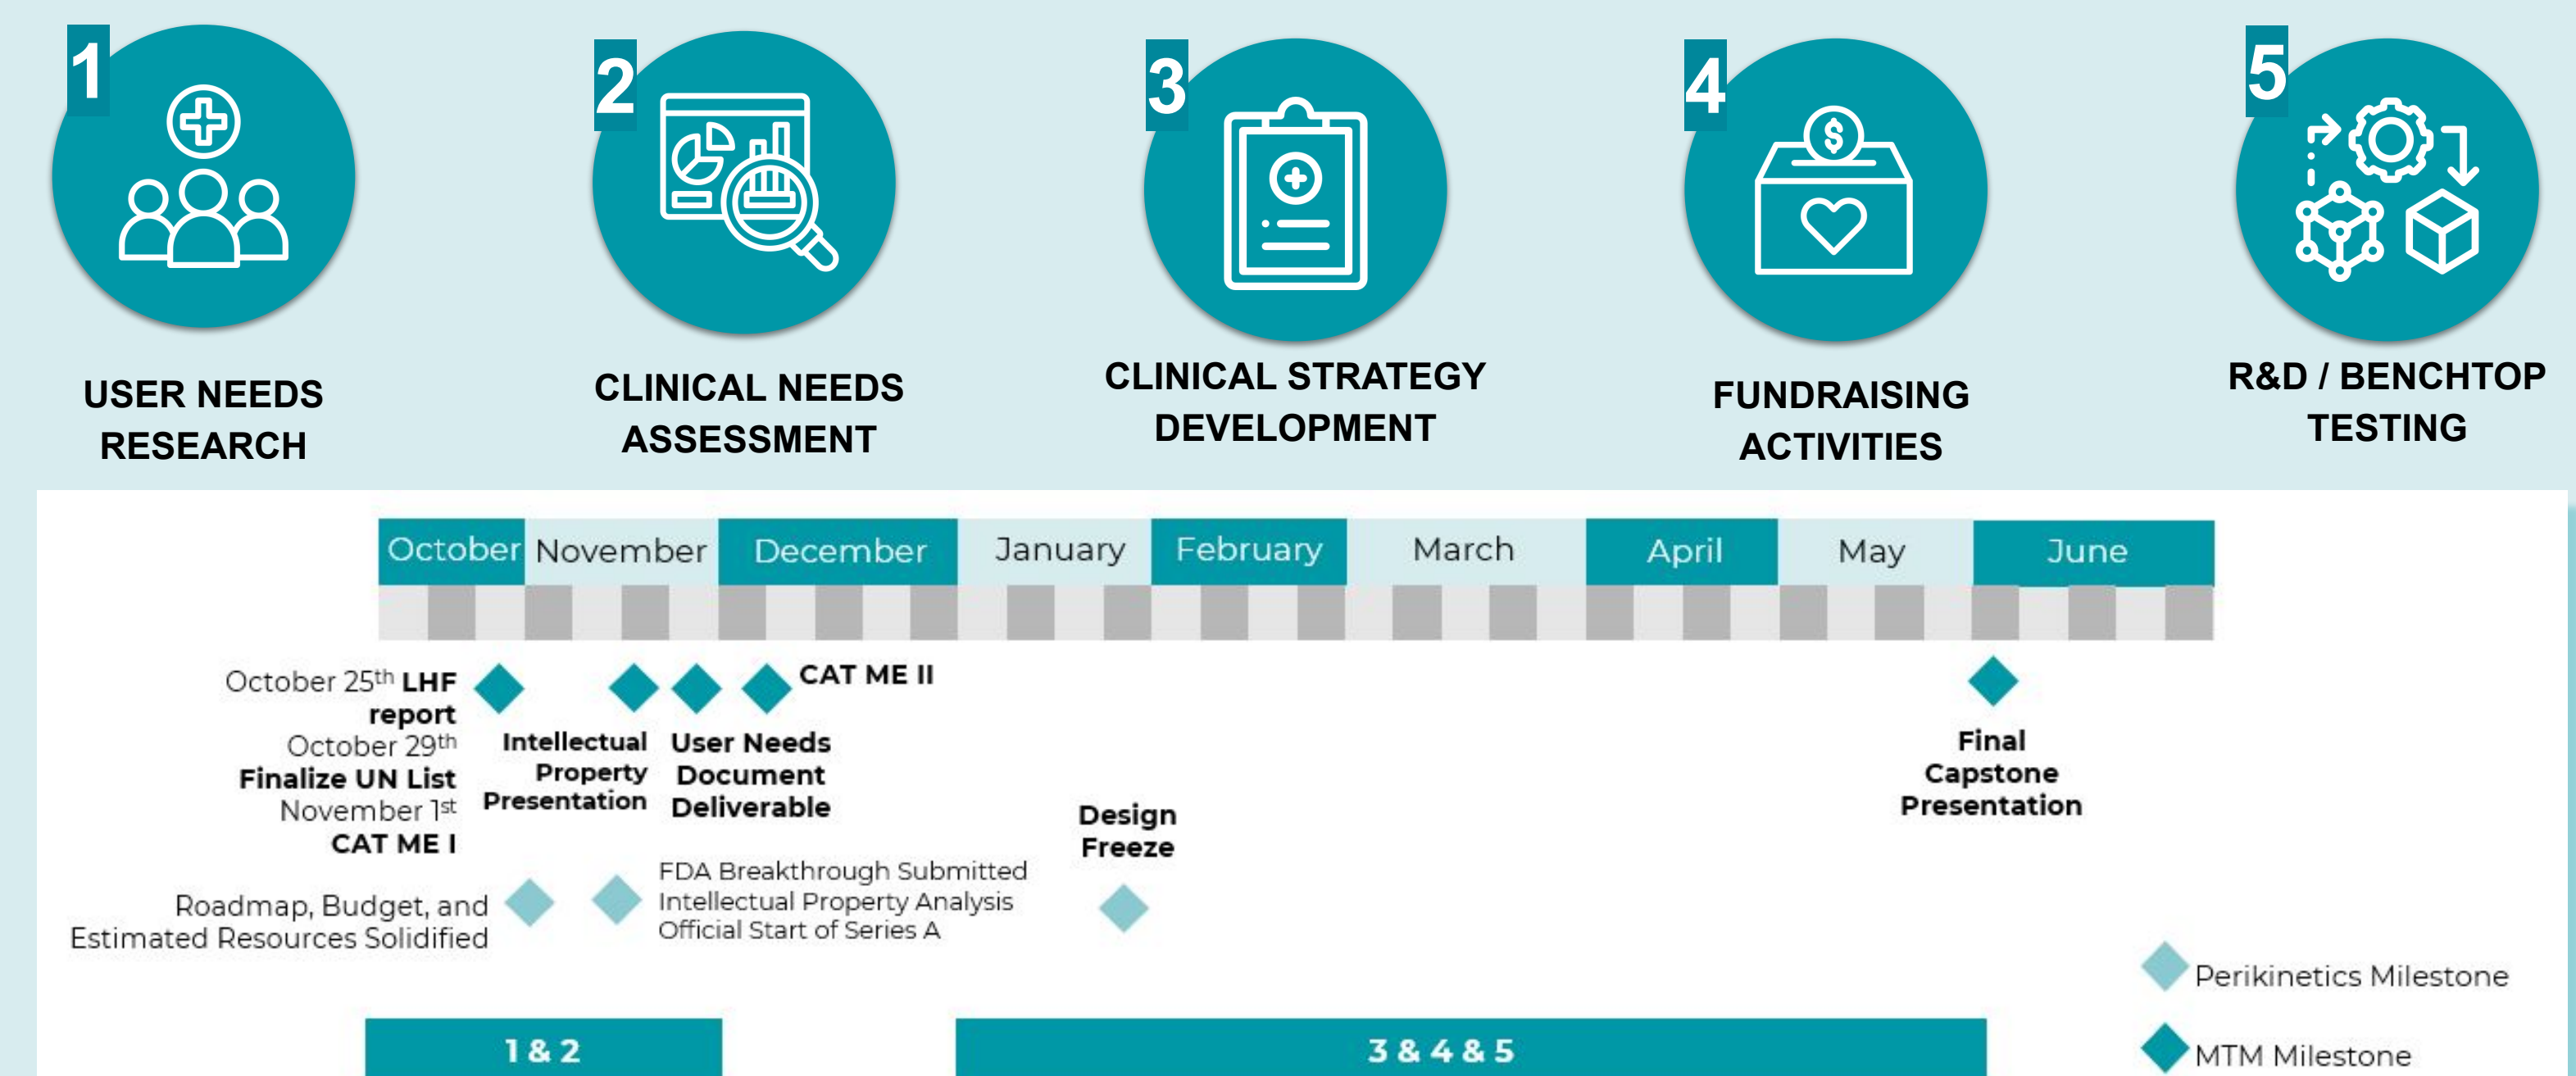 1
2
3
4
5
USER NEEDS
RESEARCH
CLINICAL NEEDS
ASSESSMENT
CLINICAL STRATEGY
DEVELOPMENT
FUNDRAISING
ACTIVITIES
R&D / BENCHTOP
TESTING
October November December January February March April May June
October 25th LHF
report
October 29th
Finalize UN List
November 1st
CAT ME I
Intellectual
Property
Presentation
User Needs
Document
Deliverable
CAT ME II
Final
Capstone
Presentation
Design
Freeze
Roadmap, Budget, and
Estimated Resources Solidified
FDA Breakthrough Submitted
Intellectual Property Analysis
Official Start of Series A
Perikinetics Milestone
MTM Milestone
1 & 2
3 & 4 & 5